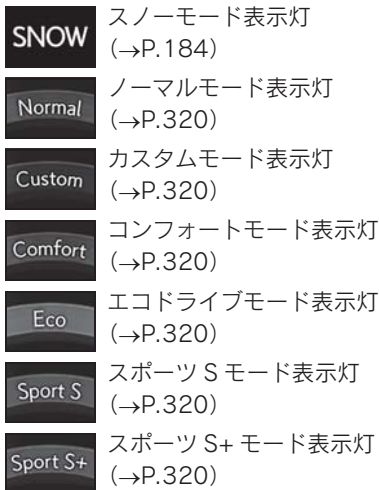 SNOW スノーモード表示灯
(→P.184)
Normal ノーマルモード表示灯
(→P.320)
Custom カスタムモード表示灯
(→P.320)
Comfort コンフォートモード表示灯
(→P.320)
Eco エコドライブモード表示灯
(→P.320)
Sport S スポーツ S モード表示灯
(→P.320)
Sport S+ スポーツ S+ モード表示灯
(→P.320)